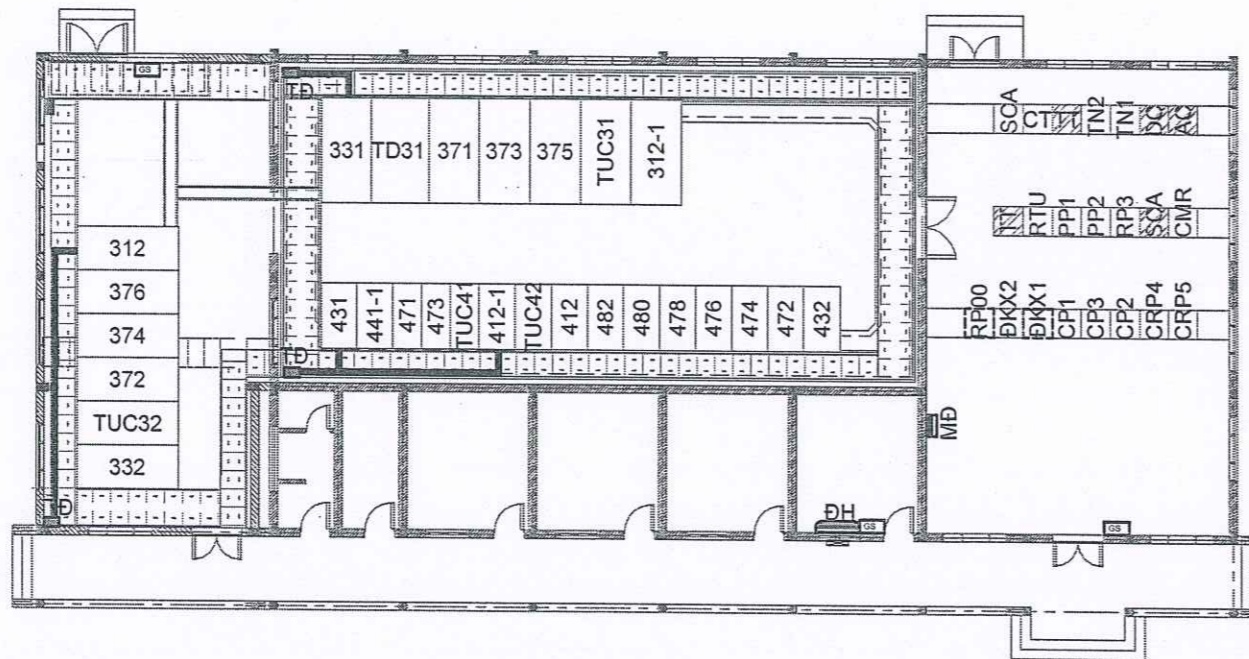 GS
TĐ
331 TD31 371 373 375 TUC31 312-1
SCA CT TT TN2 TN1 DC AC
TT RTU PP1 PP2 RP3 SCA CMR
312
376
374
372
TUC32
332
431 441-1 471 473 TUC41 412-1 TUC42 412 482 480 478 476 474 472 432
RP00 ĐKX2 ĐKX1 CP1 CP3 CP2 CRP4 CRP5
TĐ
MĐ
TĐ
ĐH
GS
GS